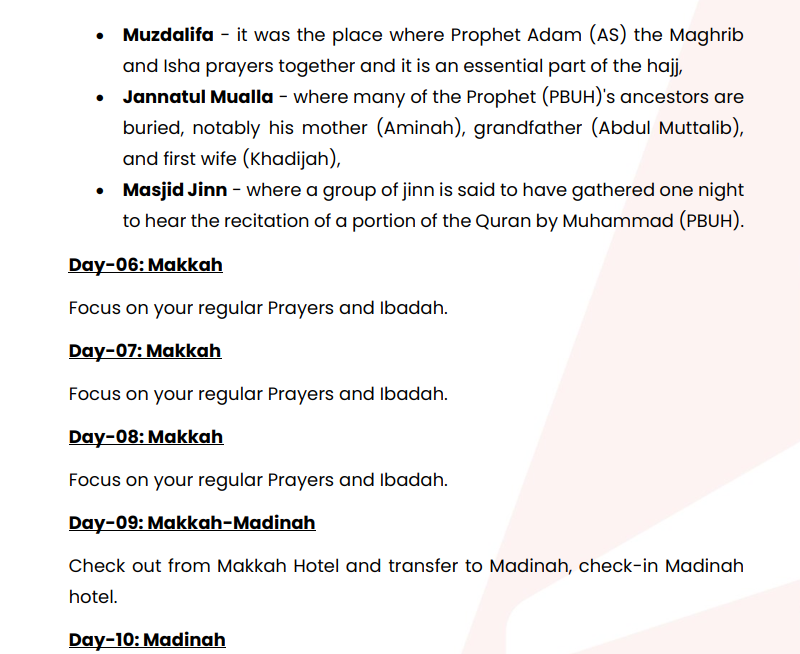 • Muzdalifa - it was the place where Prophet Adam (AS) the Maghrib
and Isha prayers together and it is an essential part of the hajj,
• Jannatul Mualla - where many of the Prophet (PBUH)'s ancestors are
buried, notably his mother (Aminah), grandfather (Abdul Muttalib),
and first wife (Khadijah),
• Masjid Jinn - where a group of jinn is said to have gathered one night
to hear the recitation of a portion of the Quran by Muhammad (PBUH).
Day-06: Makkah
Focus on your regular Prayers and Ibadah.
Day-07: Makkah
Focus on your regular Prayers and Ibadah.
Day-08: Makkah
Focus on your regular Prayers and Ibadah.
Day-09: Makkah-Madinah
Check out from Makkah Hotel and transfer to Madinah, check-in Madinah
hotel.
Day-10: Madinah